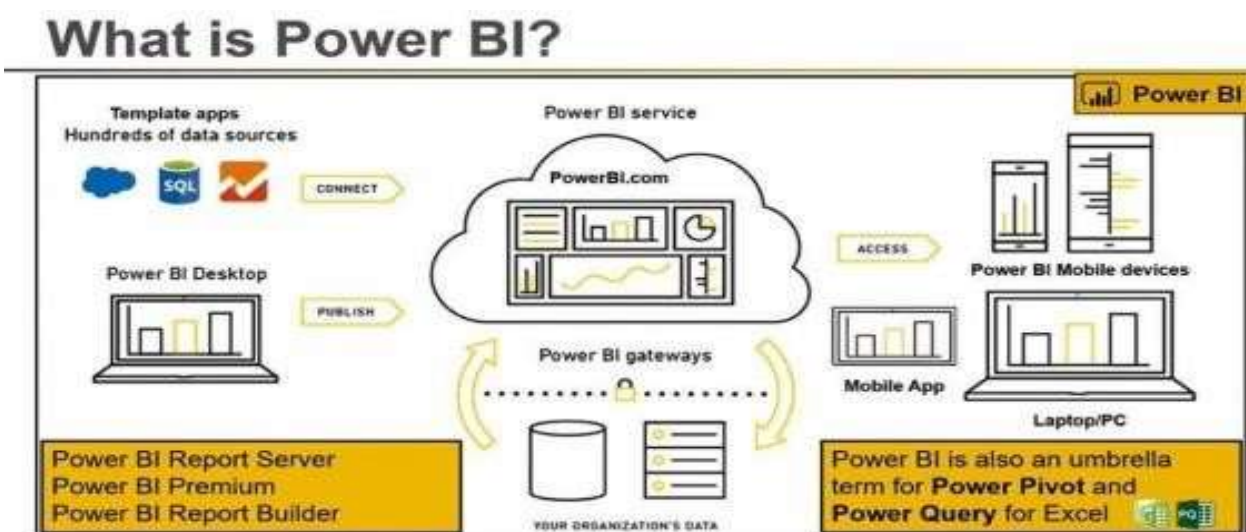 What is Power BI?
Power BI
Template apps
Hundreds of data sources
SQL
CONNECT
Power BI Desktop
PUBLISH
Power BI service
PowerBI.com
Power BI gateways
YOUR ORGANIZATION'S DATA
ACCESS
Power BI Mobile devices
Mobile App
Laptop/PC
Power BI Report Server
Power BI Premium
Power BI Report Builder
Power BI is also an umbrella
term for Power Pivot and
Power Query for Excel
PQ